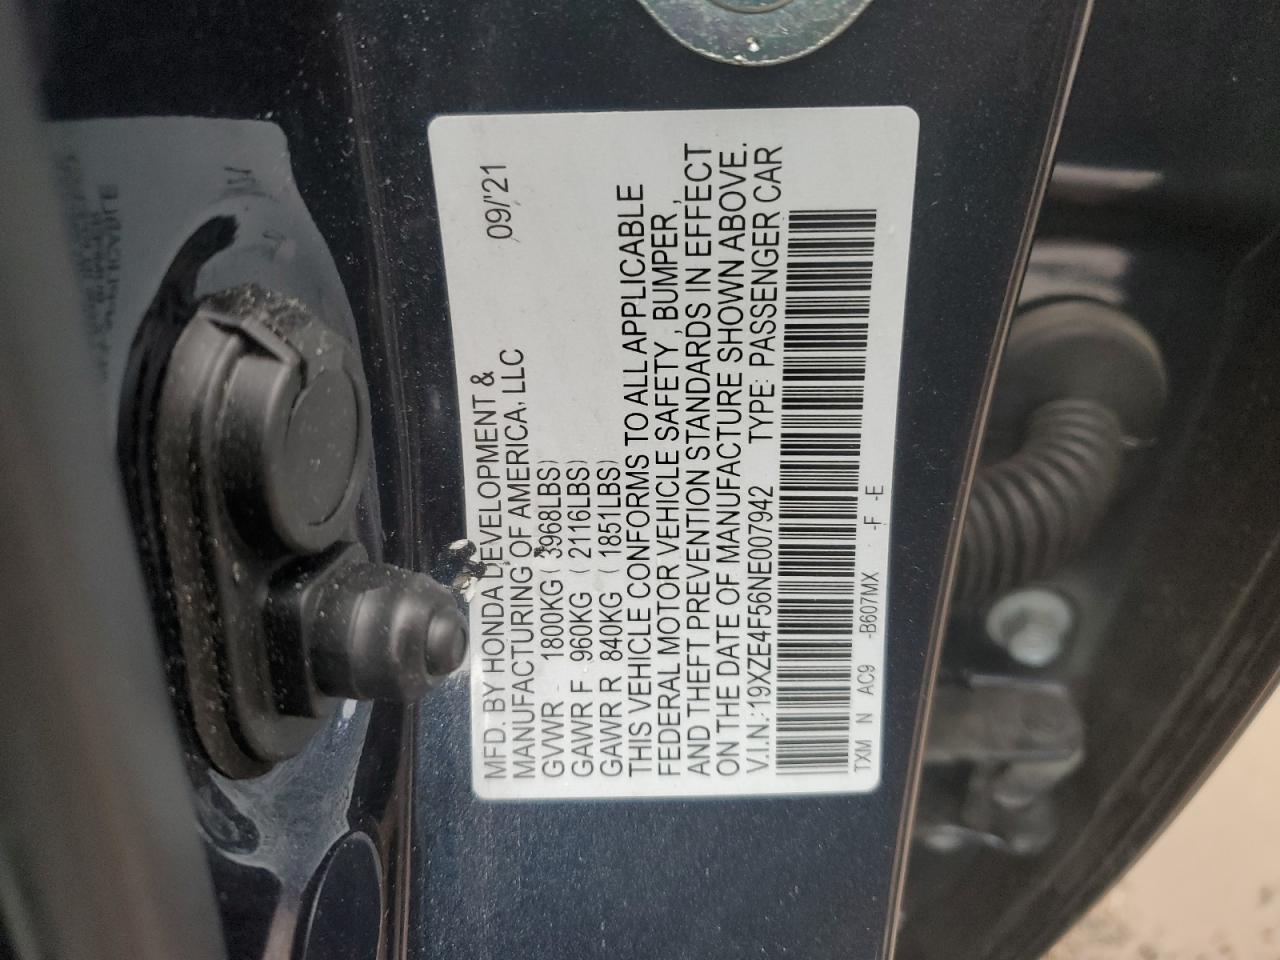 MFD. BY HONDA DEVELOPMENT & 09/'21
MANUFACTURING OF AMERICA, LLC
GVWR 1800KG ( 3968LBS)
GAWR F 960KG ( 2116LBS)
GAWR R 840KG ( 1851LBS)
THIS VEHICLE CONFORMS TO ALL APPLICABLE
FEDERAL MOTOR VEHICLE SAFETY, BUMPER,
AND THEFT PREVENTION STANDARDS IN EFFECT
ON THE DATE OF MANUFACTURE SHOWN ABOVE.
V.I.N.:19XZE4F56NE007942 TYPE: PASSENGER CAR
TXM N AC9 -B607MX -F -E